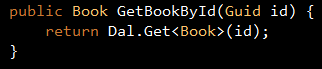 public Book GetBookById(Guid id) {
    return Dal.Get<Book>(id);
}